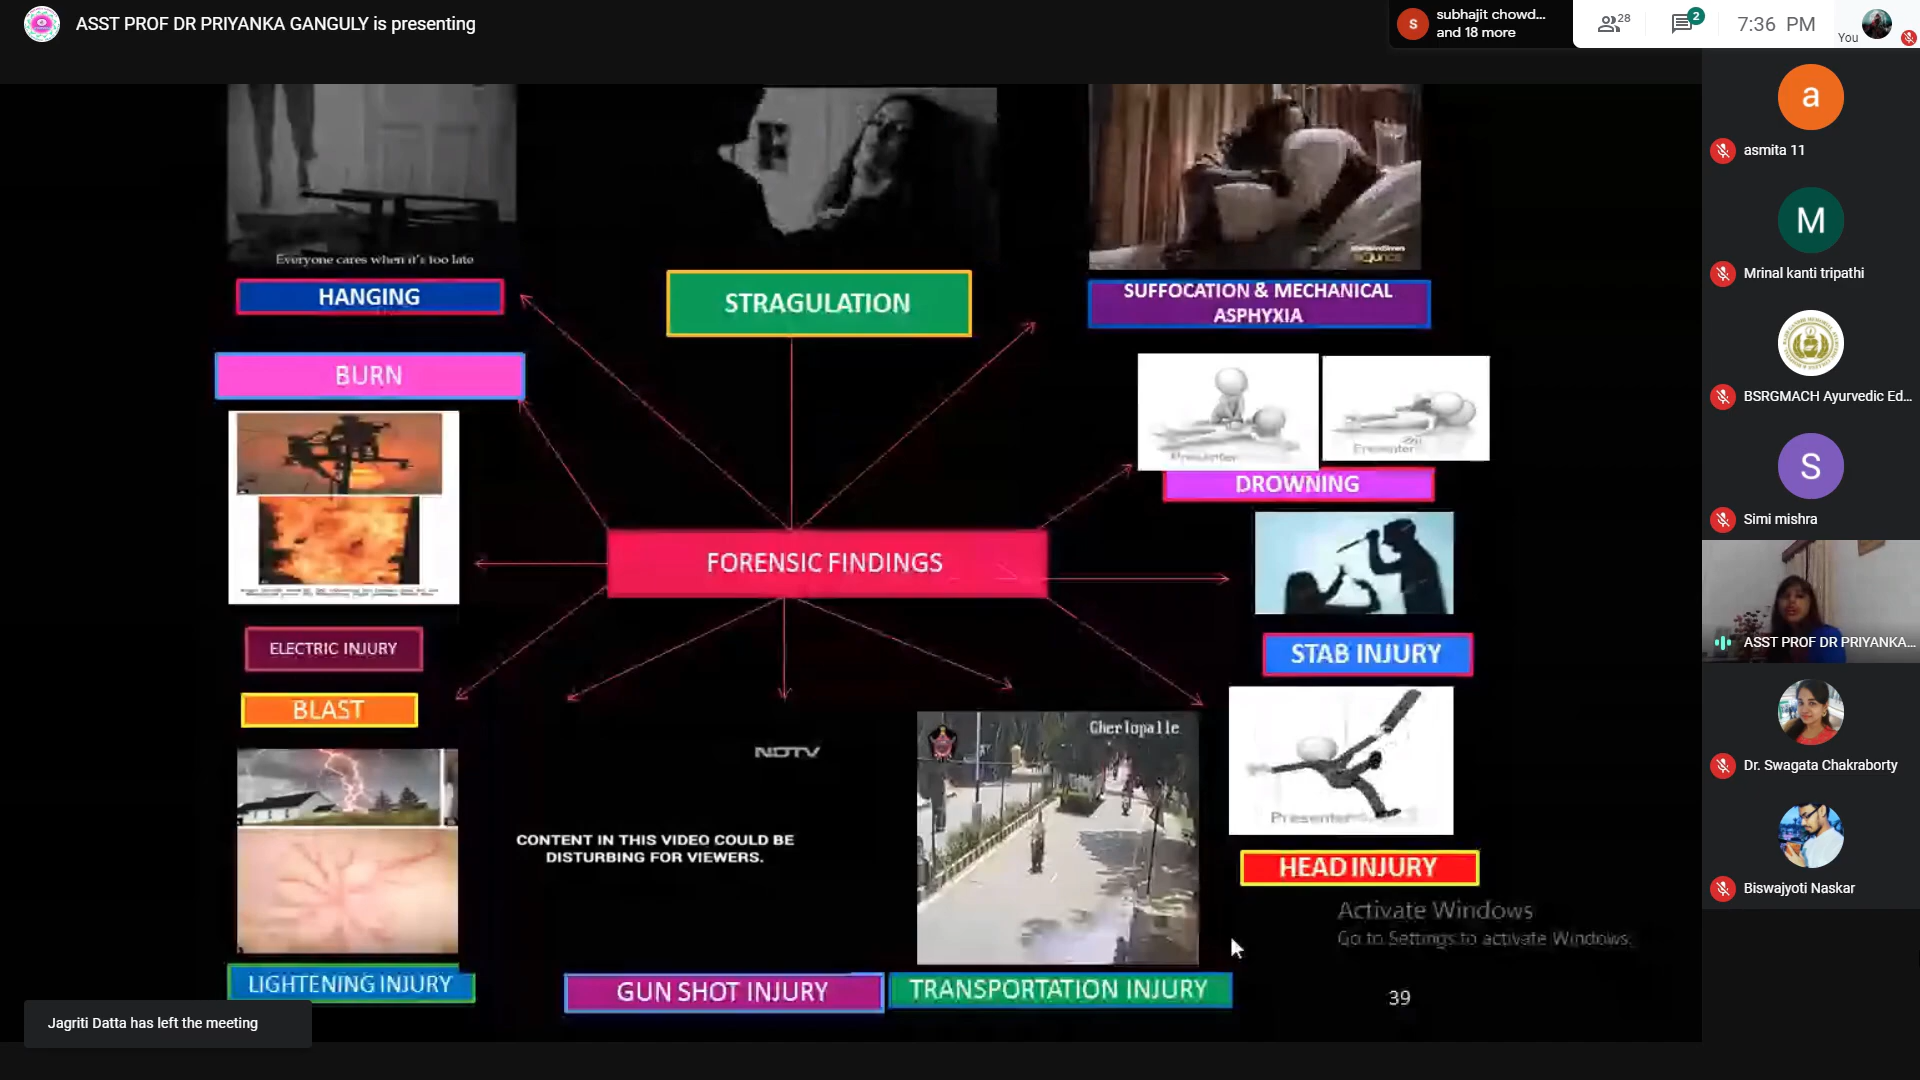 ASST PROF DR PRIYANKA GANGULY is presenting
S
subhajit chowd...
and 18 more
28
2
7:36 PM
You
Everyone cares when it's too late
HANGING
STRAGULATION
SUFFOCATION & MECHANICAL
ASPHYXIA
BURN
Presenter
DROWNING
FORENSIC FINDINGS
ELECTRIC INJURY
STAB INJURY
BLAST
NDTV
Gherlopalle
CONTENT IN THIS VIDEO COULD BE
DISTURBING FOR VIEWERS.
Presenter
HEAD INJURY
Activate Windows
Go to Settings to activate Windows.
LIGHTENING INJURY
GUN SHOT INJURY
TRANSPORTATION INJURY
39
Jagriti Datta has left the meeting
a
asmita 11
M
Mrinal kanti tripathi
BSRGMACH Ayurvedic Ed...
S
Simi mishra
ASST PROF DR PRIYANKA...
Dr. Swagata Chakraborty
Biswajyoti Naskar